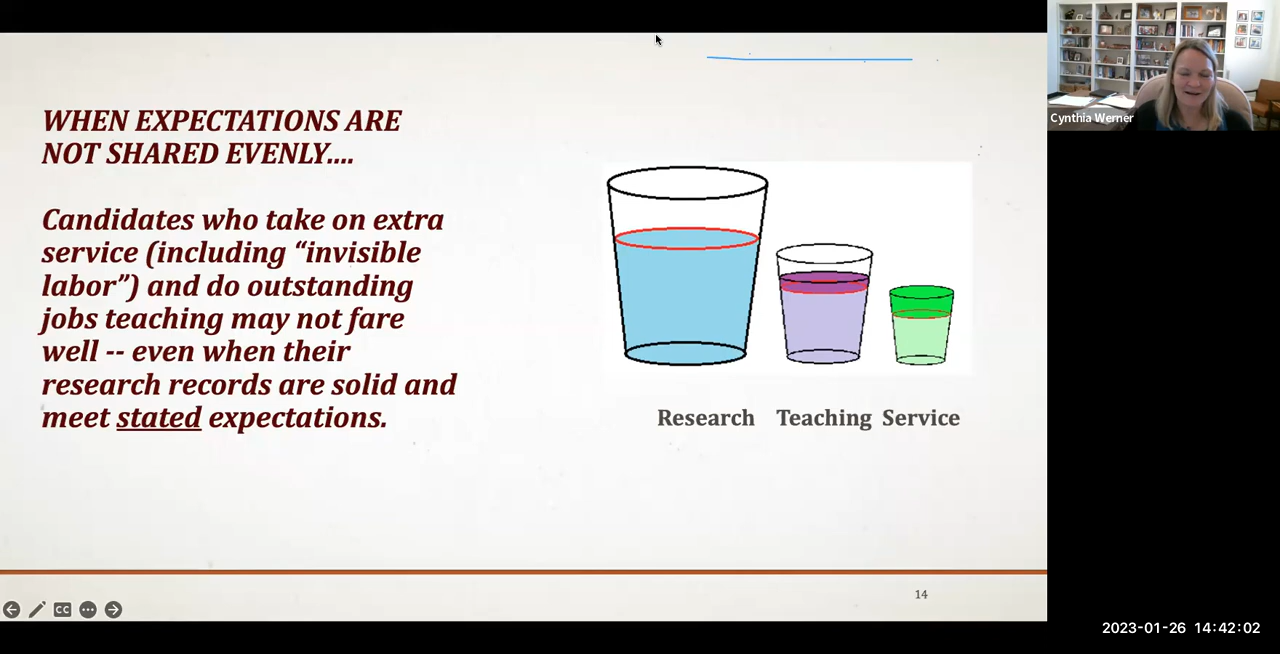 WHEN EXPECTATIONS ARE
NOT SHARED EVENLY....
Candidates who take on extra
service (including “invisible
labor”) and do outstanding
jobs teaching may not fare
well -- even when their
research records are solid and
meet stated expectations.
Research Teaching Service
14
CC
Cynthia Werner
2023-01-26 14:42:02